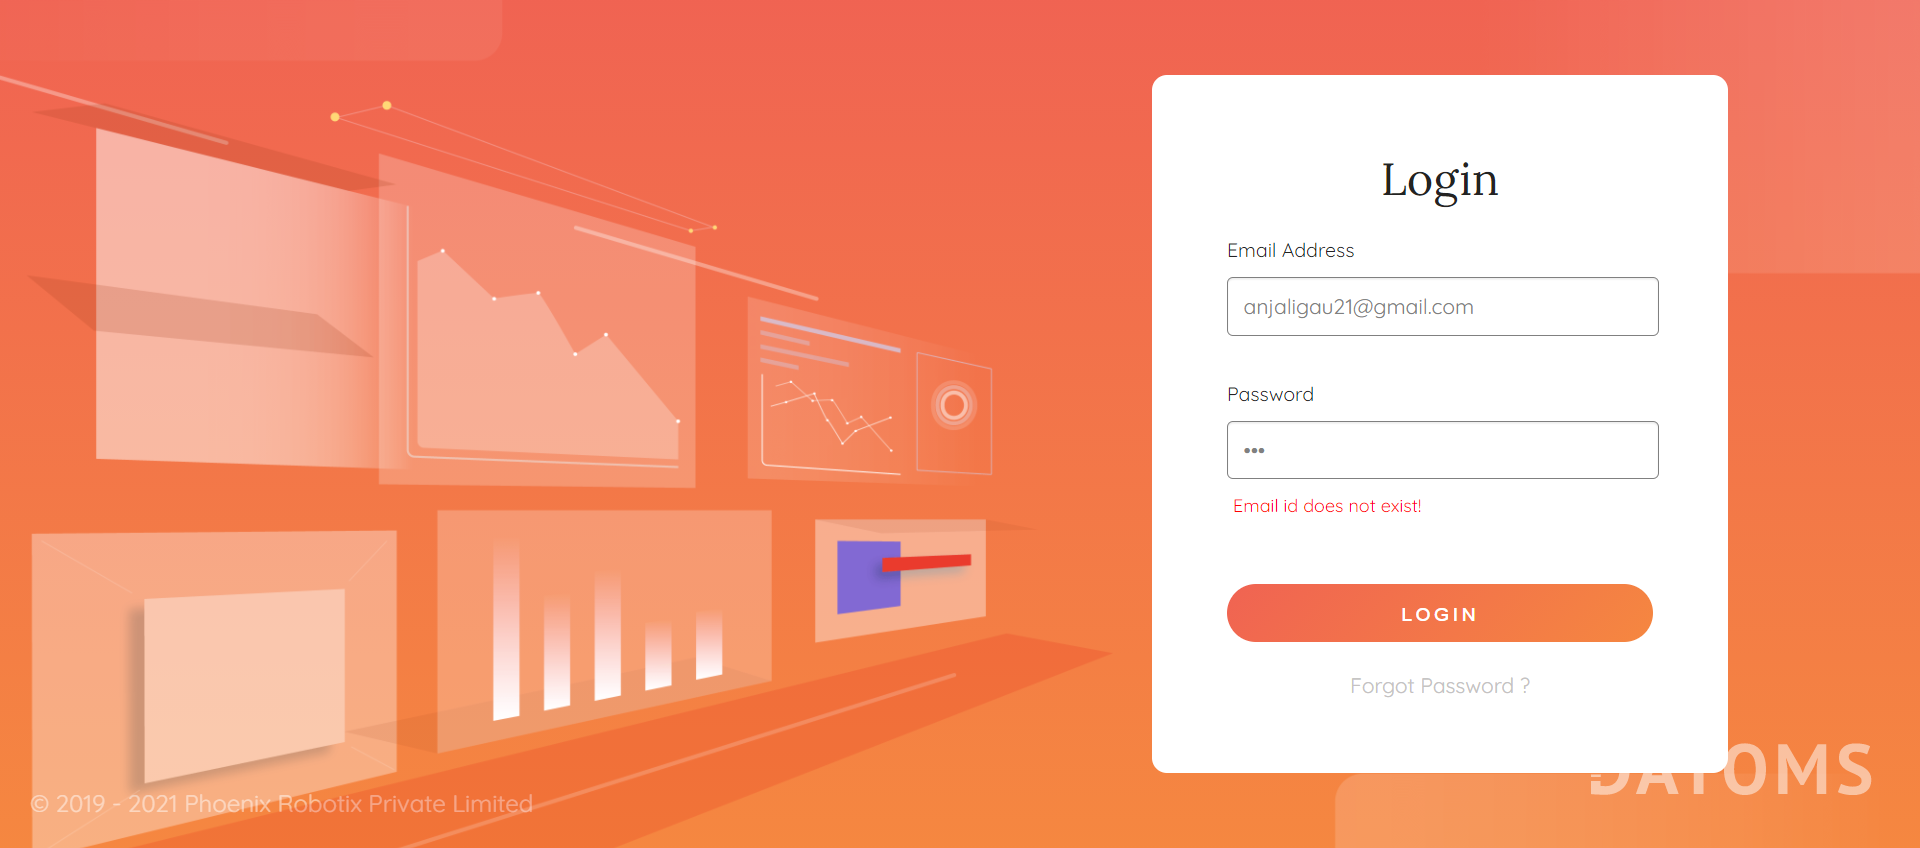 Login
Email Address
anjaligau21@gmail.com
Password
•••
Email id does not exist!
LOGIN
Forgot Password ?
DATOMS
© 2019 - 2021 Phoenix Robotix Private Limited